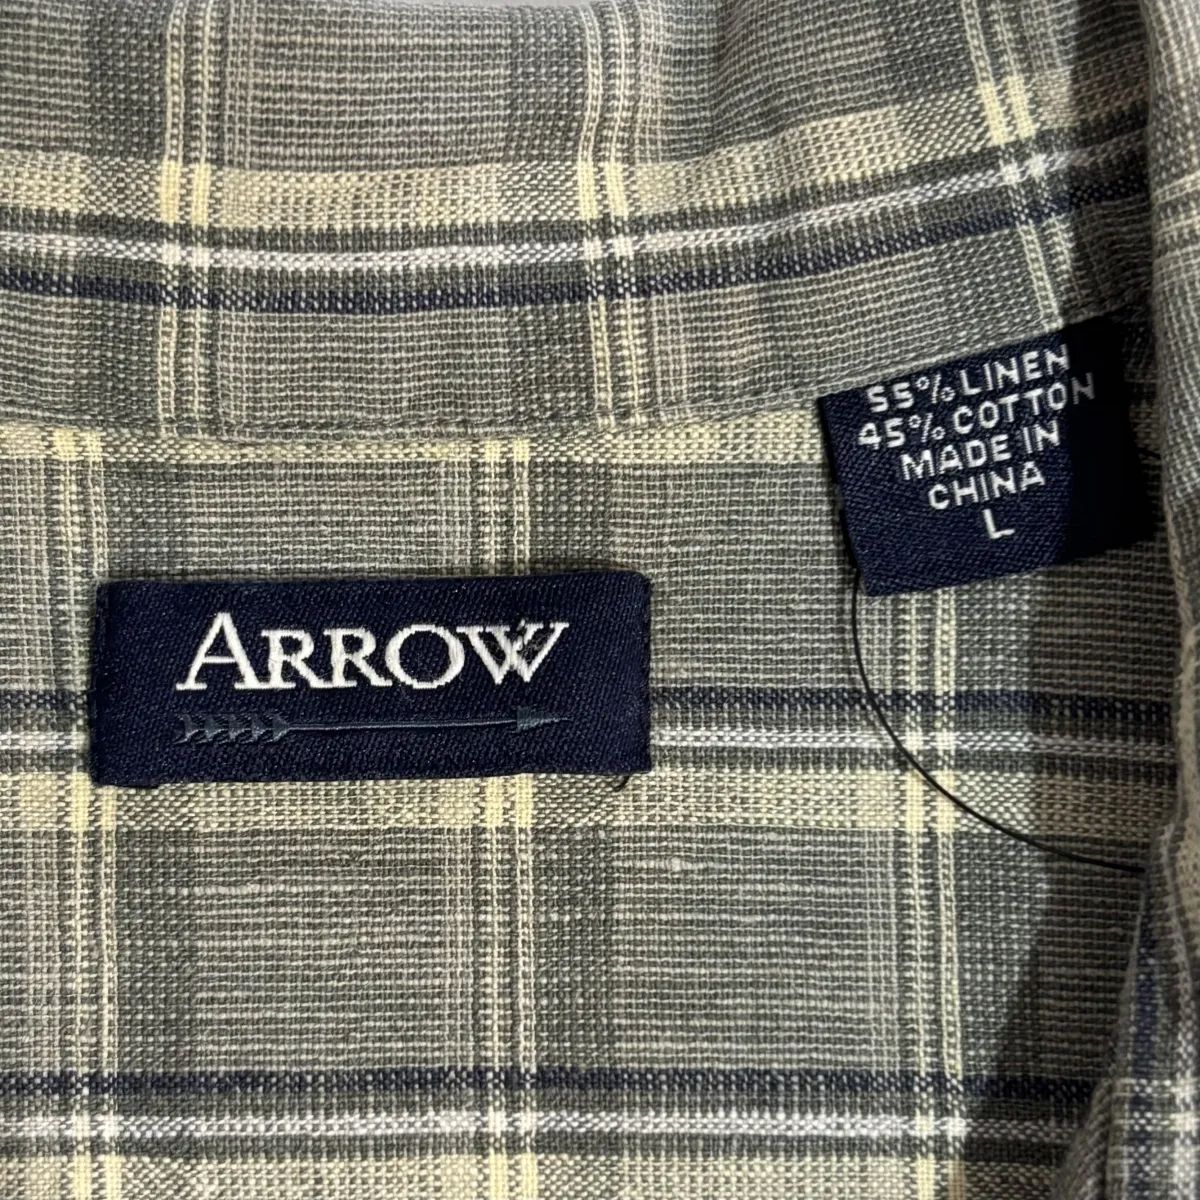 55% LINEN
45% COTTON
MADE IN
CHINA
L
ARROW